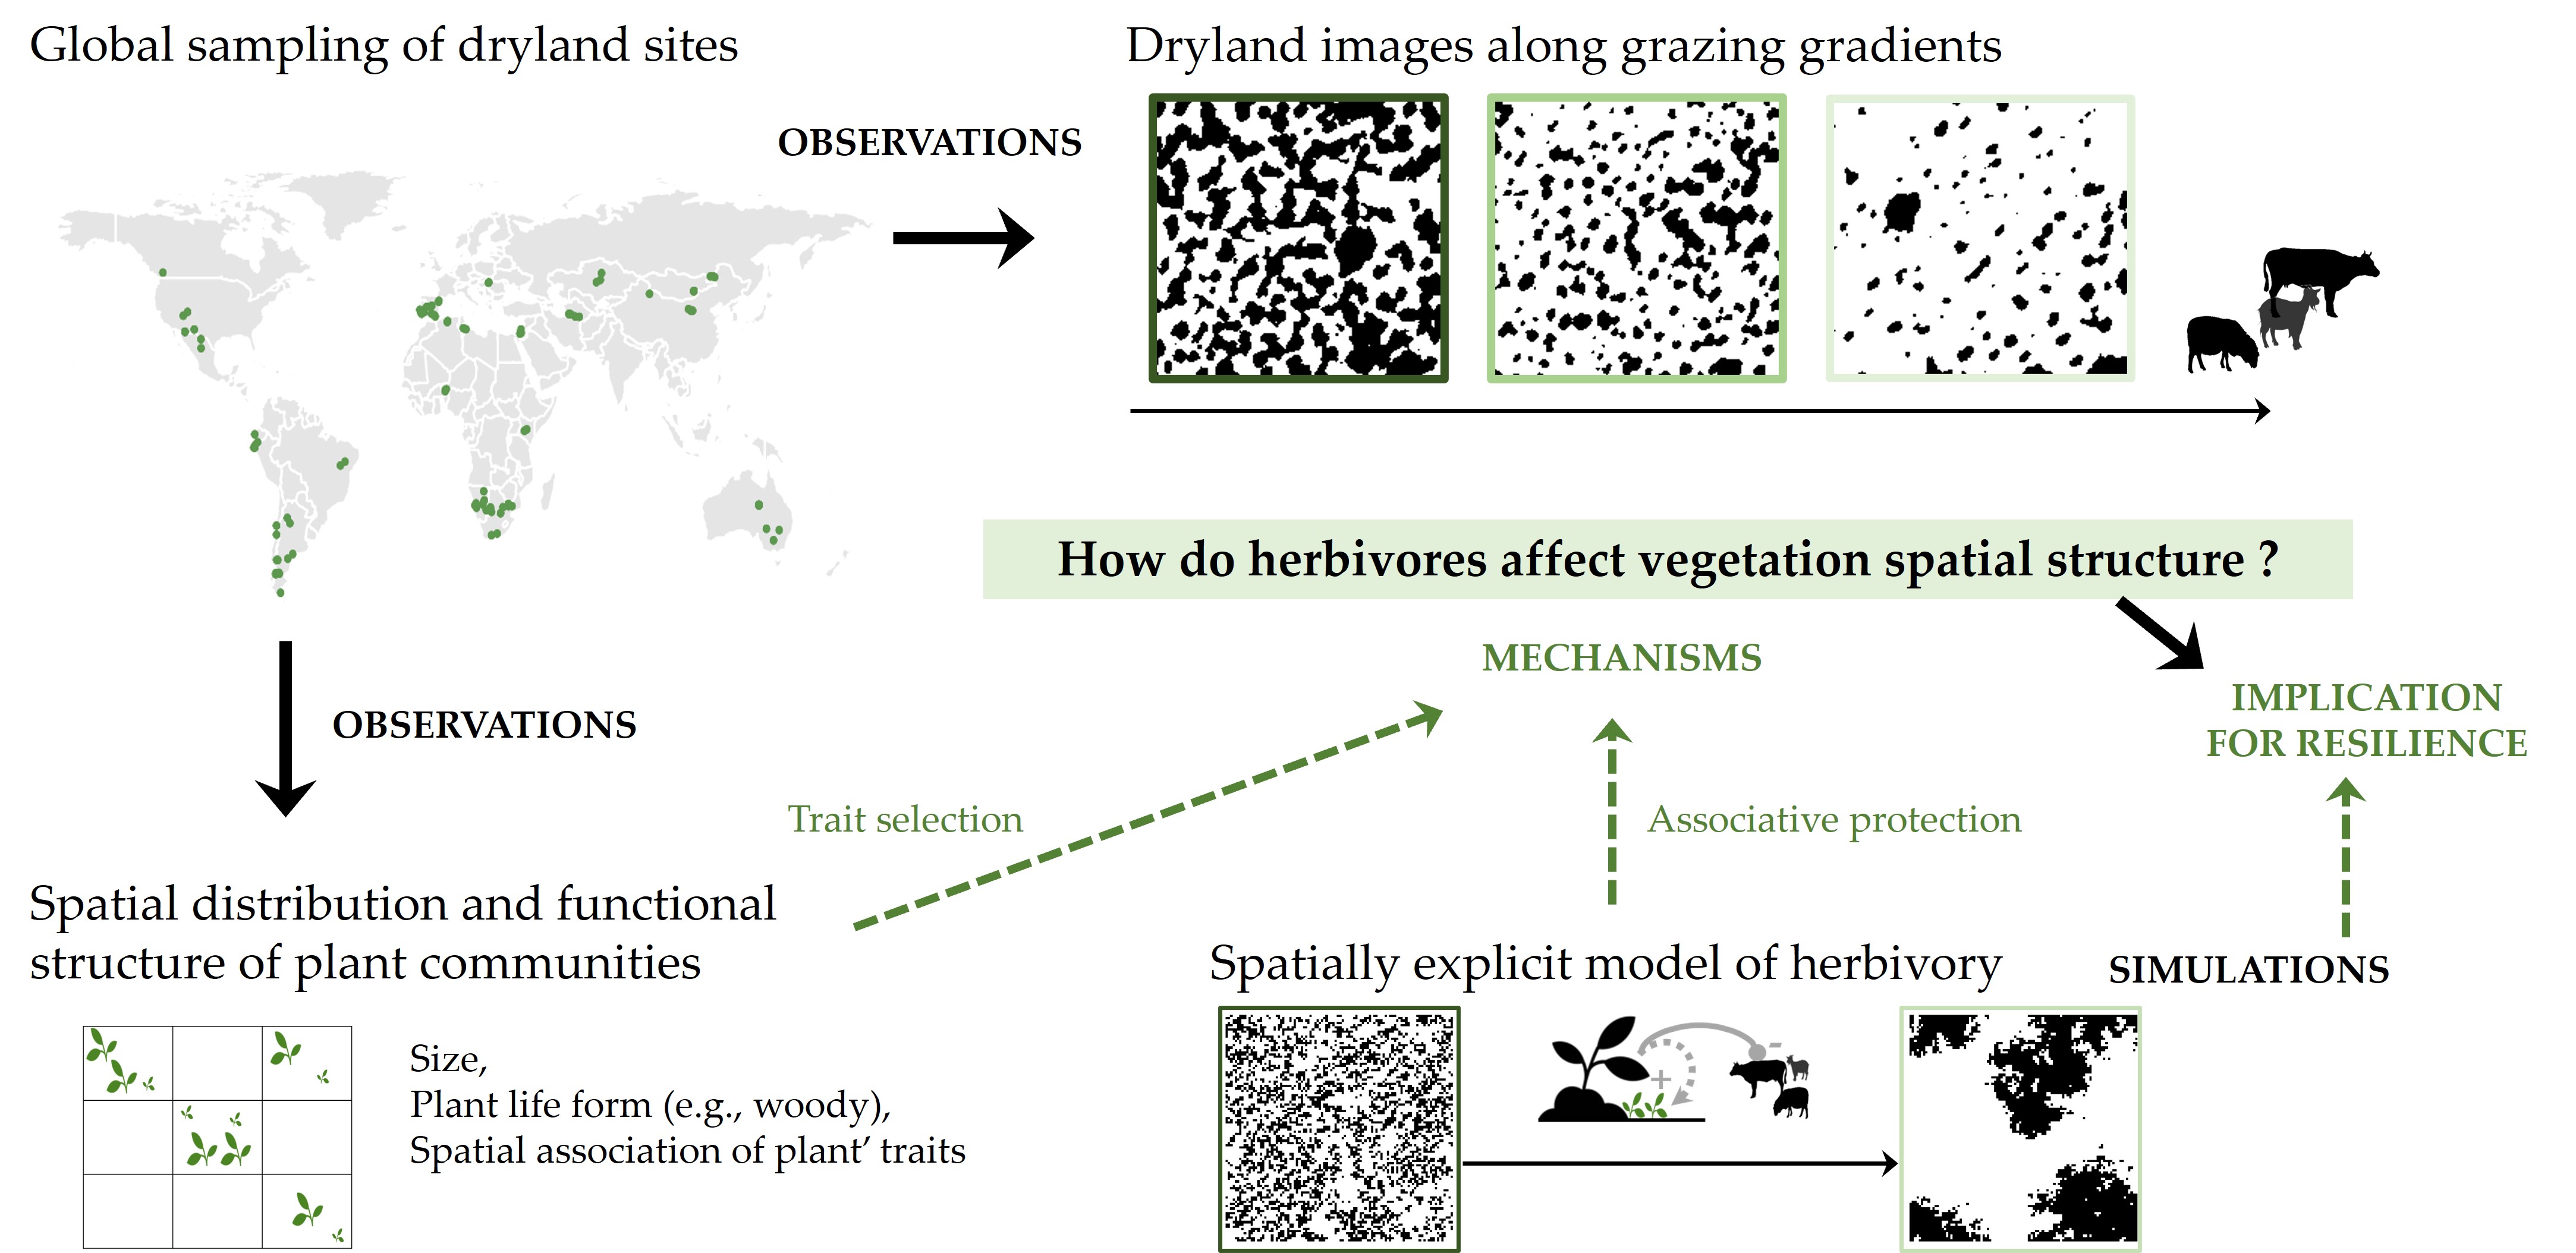 Global sampling of dryland sites
OBSERVATIONS
Dryland images along grazing gradients
How do herbivores affect vegetation spatial structure ?
MECHANISMS
IMPLICATION
FOR RESILIENCE
OBSERVATIONS
Trait selection
Associative protection
Spatial distribution and functional
structure of plant communities
Size,
Plant life form (e.g., woody),
Spatial association of plant’ traits
Spatially explicit model of herbivory
SIMULATIONS
+
-